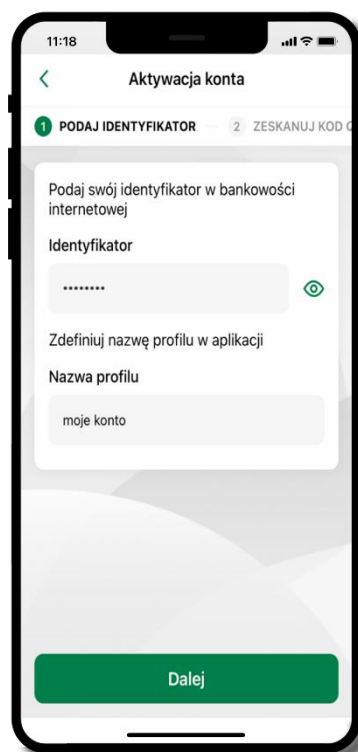 11:18
Aktywacja konta
1 PODAJ IDENTYFIKATOR 2 ZESKANUJ KOD
Podaj swój identyfikator w bankowości
internetowej
Identyfikator
••••••••
Zdefiniuj nazwę profilu w aplikacji
Nazwa profilu
moje konto
Dalej